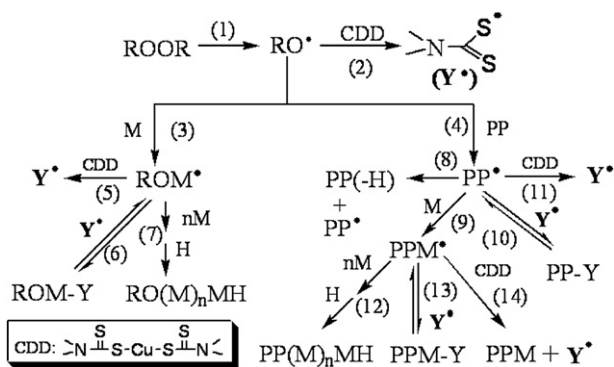 ROOR (1) RO• CDD (2) N S• S
(Y•)
M (3) (4) PP
Y• CDD (5) ROM• PP(-H) (8) PP• CDD (11) Y•
+
PP•
Y• (6) (7) nM M (9) (10) Y•
H PPM• PP-Y
ROM-Y RO(M)nMH nM H (12) (13) Y• CDD (14)
CDD: N S S-Cu-S S N
PP(M)nMH PPM-Y PPM + Y•